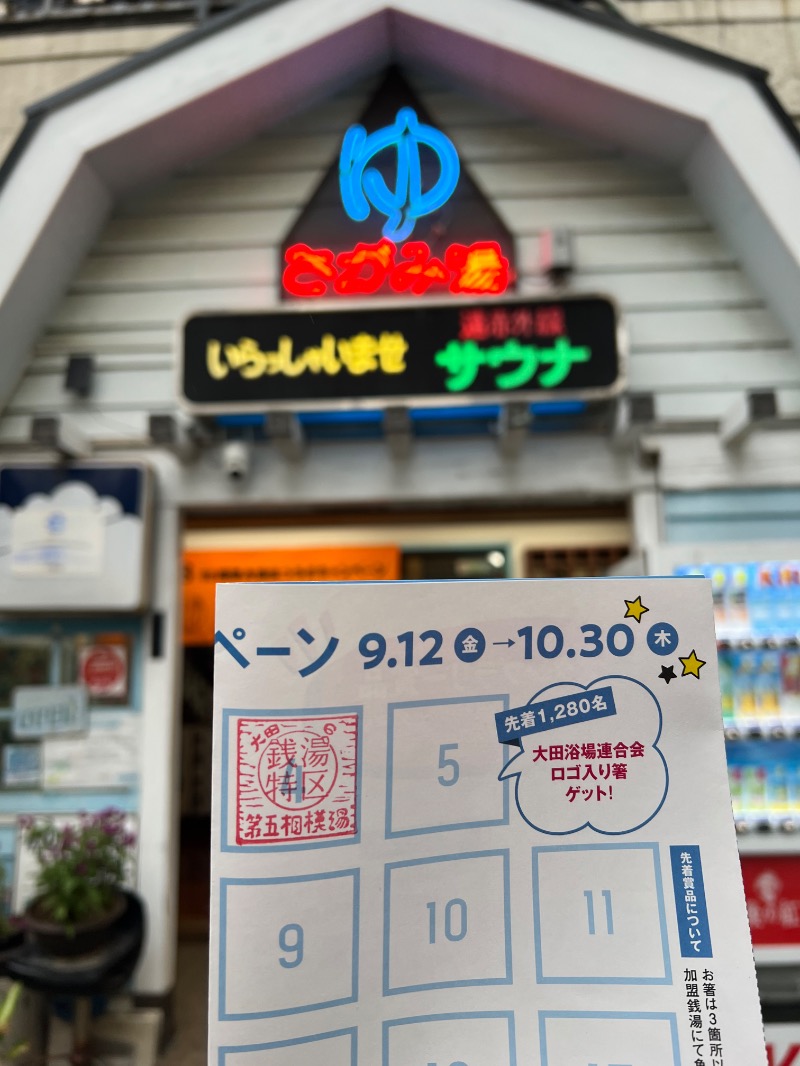 ゆ
さがみ湯
いらっしゃいませ
遠赤外線
サウナ
ゆ
ペーン 9.12 金 → 10.30 木
大田 6
銭湯
特区
第五相模湯
5
先着1,280名
大田浴場連合会
ロゴ入り箸
ゲット!
9
10
11
先着賞品について
お箸は3箇所以
加盟銭湯にて